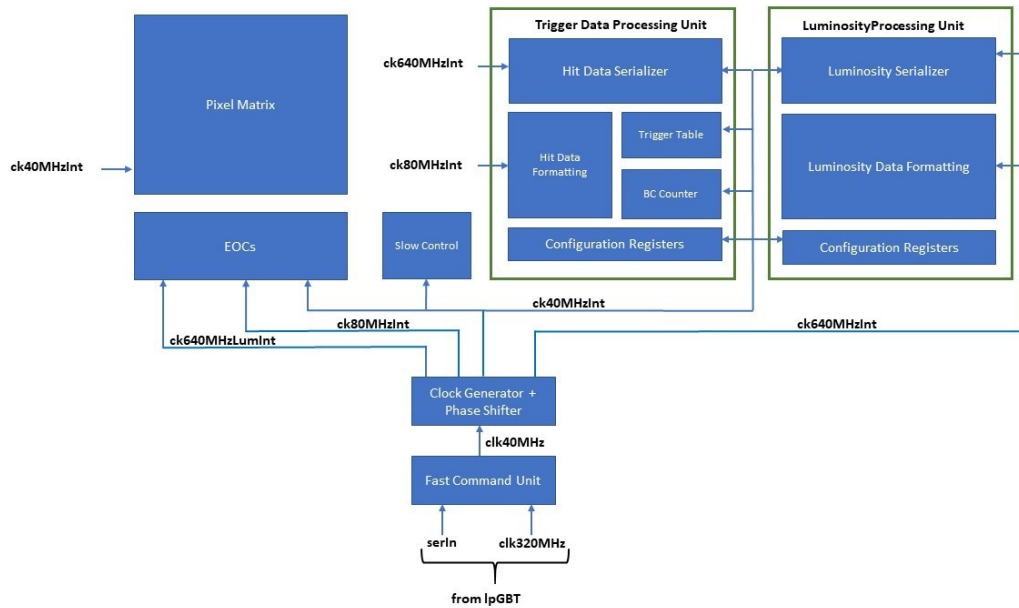 Trigger Data Processing Unit
LuminosityProcessing Unit
ck640MHzInt
Hit Data Serializer
Luminosity Serializer
Pixel Matrix
Trigger Table
ck40MHzInt
ck80MHzInt
Hit Data
Formatting
Luminosity Data Formatting
BC Counter
EOCs
Slow Control
Configuration Registers
Configuration Registers
ck40MHzInt
ck80MHzInt
ck640MHzInt
ck640MHzLumInt
Clock Generator +
Phase Shifter
clk40MHz
Fast Command Unit
serIn
clk320MHz
from lpGBT